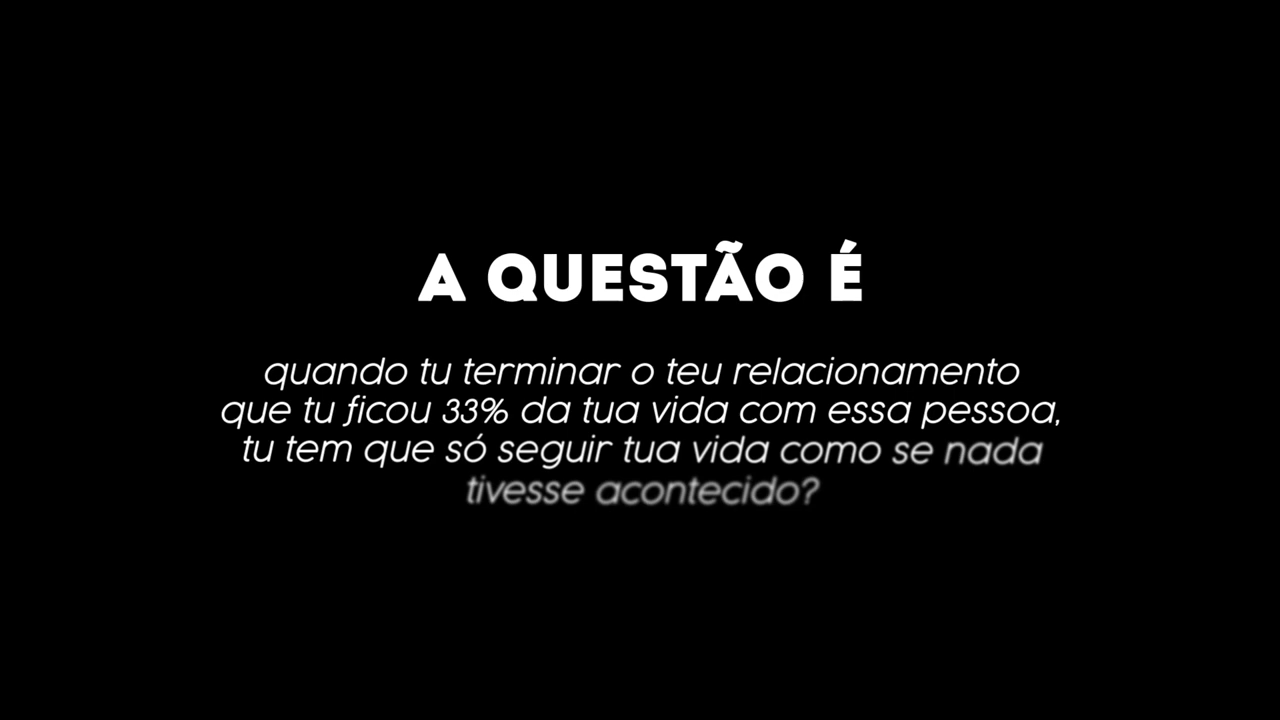 A QUESTÃO É
quando tu terminar o teu relacionamento
que tu ficou 33% da tua vida com essa pessoa,
tu tem que só seguir tua vida como se nada
tivesse acontecido?